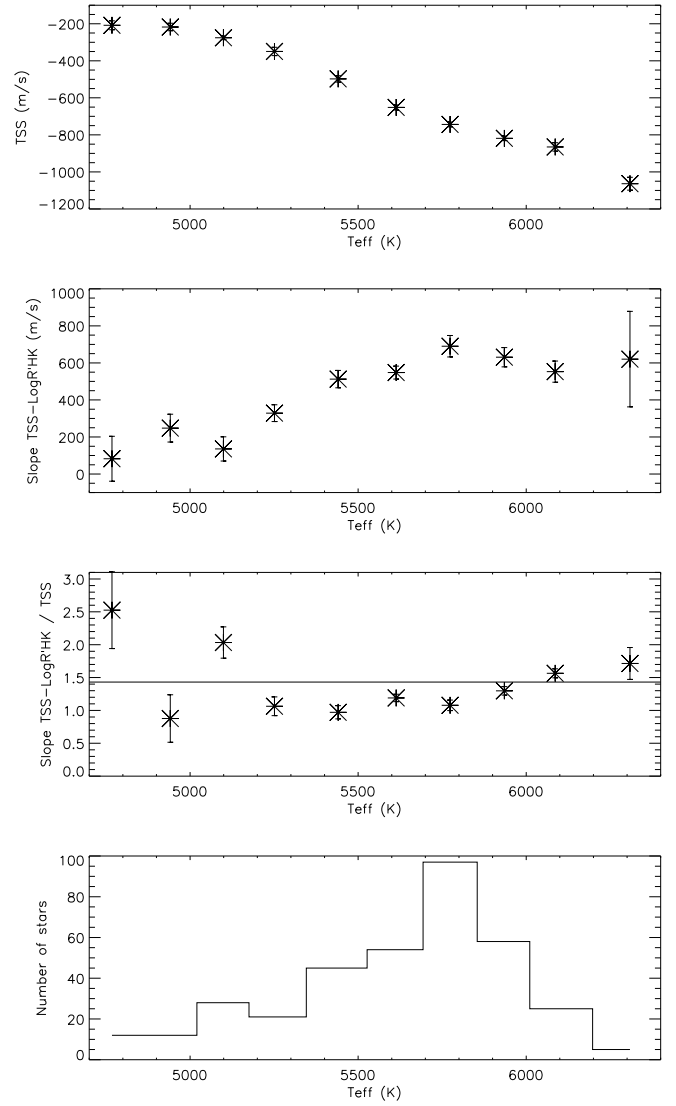 −200
−400
−600
−800
−1000
−1200
TSS (m/s)
5000 5500 6000
Teff (K)
1000
800
600
400
200
0
Slope TSS−LogR'HK (m/s)
5000 5500 6000
Teff (K)
3.0
2.5
2.0
1.5
1.0
0.5
0.0
Slope TSS−LogR'HK / TSS
5000 5500 6000
Teff (K)
100
80
60
40
20
0
Number of stars
5000 5500 6000
Teff (K)